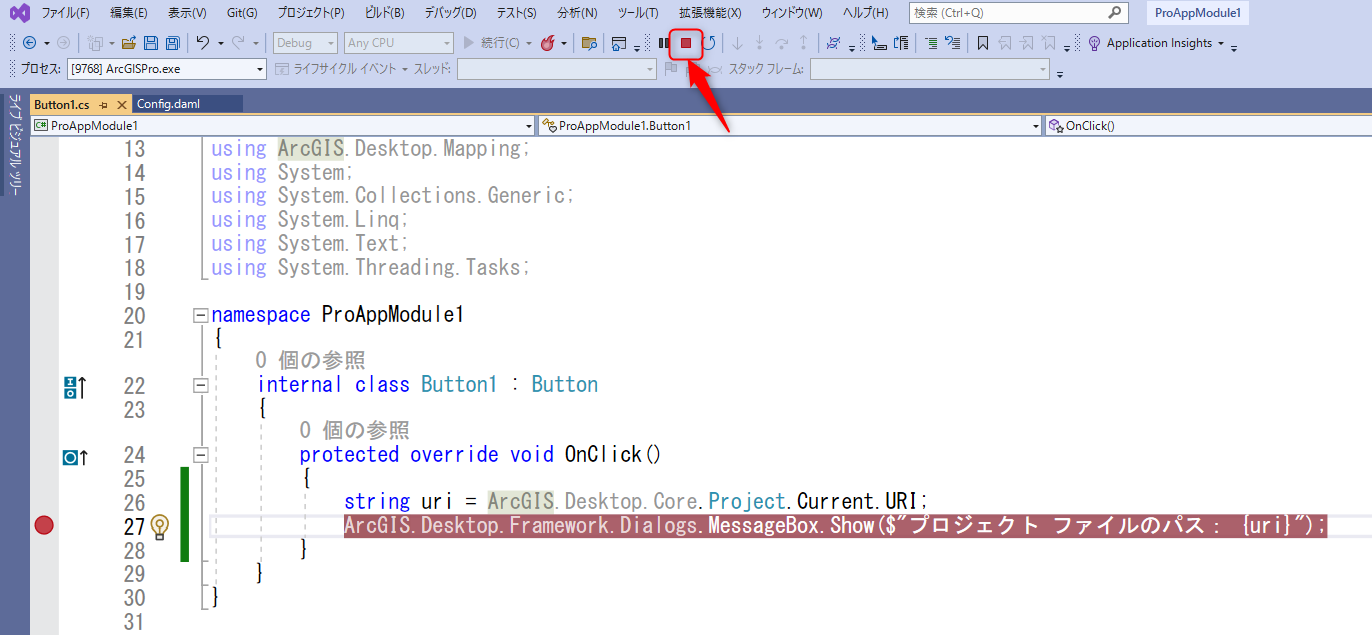 ファイル(F) 編集(E) 表示(V) Git(G) プロジェクト(P) ビルド(B) デバッグ(D) テスト(S) 分析(N) ツール(T) 拡張機能(X) ウィンドウ(W) ヘルプ(H) 検索 (Ctrl+Q) ProAppModule1
Debug Any CPU 続行(C) Application Insights
プロセス: [9768] ArcGISPro.exe ライフサイクル イベント スレッド: スタック フレーム:
ライブ ビジュアル ツリー
Button1.cs Config.daml
C# ProAppModule1 ProAppModule1.Button1 OnClick()
13 using ArcGIS.Desktop.Mapping;
14 using System;
15 using System.Collections.Generic;
16 using System.Linq;
17 using System.Text;
18 using System.Threading.Tasks;
19
20 namespace ProAppModule1
21 {
0 個の参照
22 internal class Button1 : Button
23 {
0 個の参照
24 protected override void OnClick()
25 {
26 string uri = ArcGIS.Desktop.Core.Project.Current.URI;
27 ArcGIS.Desktop.Framework.Dialogs.MessageBox.Show($"プロジェクト ファイルのパス : {uri}");
28 }
29 }
30 }
31